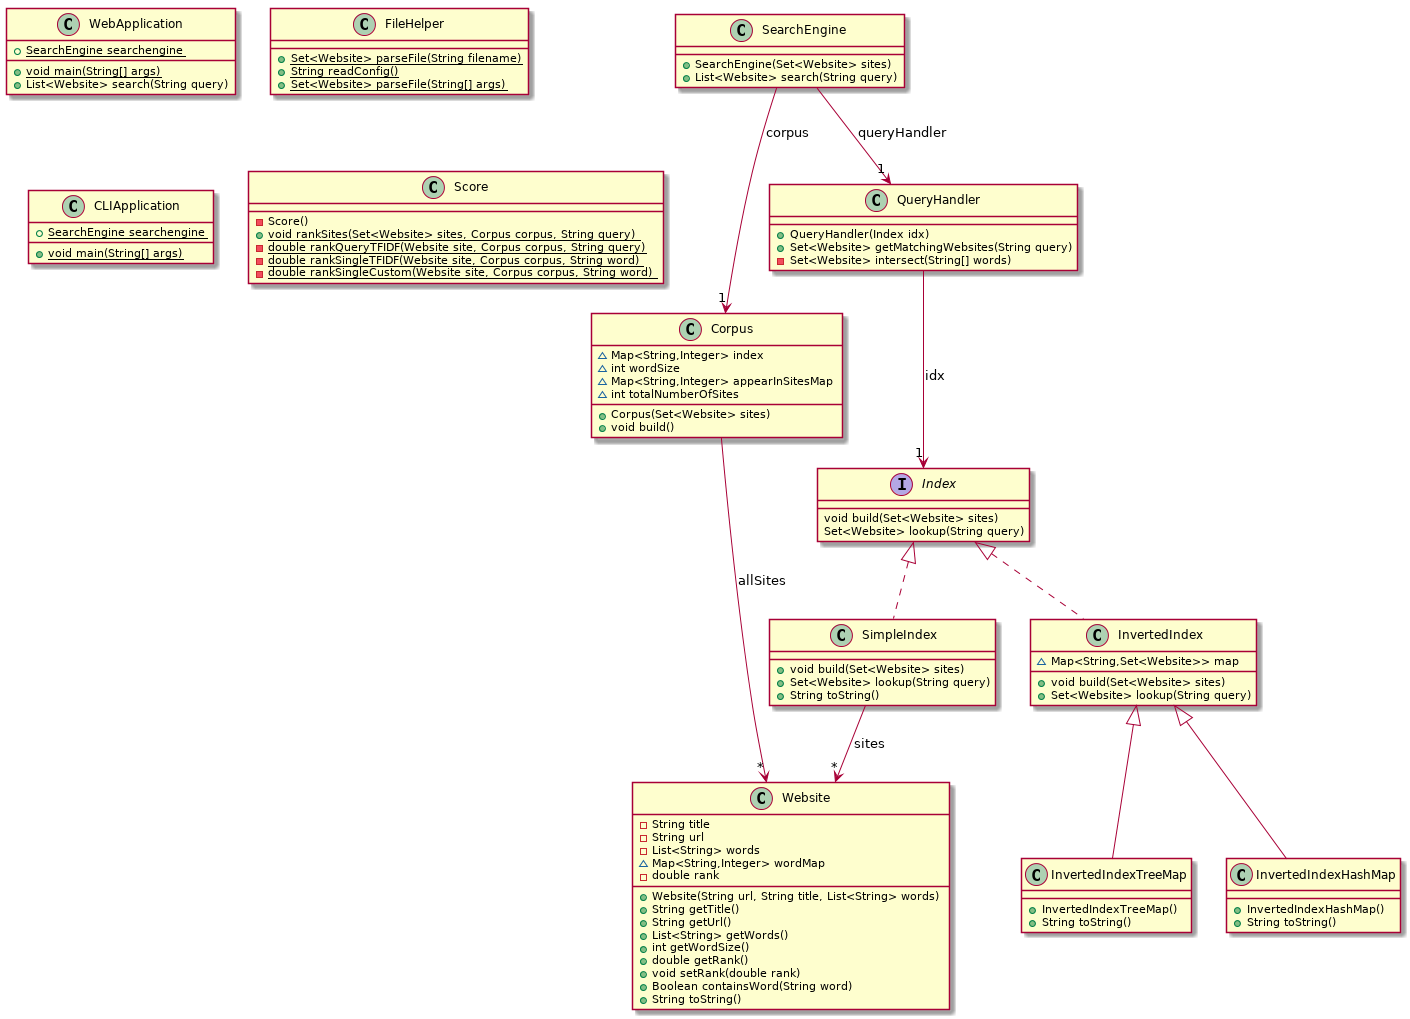 C WebApplication
SearchEngine searchengine
void main(String[] args)
List<Website> search(String query)
C FileHelper
Set<Website> parseFile(String filename)
String readConfig()
Set<Website> parseFile(String[] args)
C SearchEngine
SearchEngine(Set<Website> sites)
List<Website> search(String query)
corpus
queryHandler
1
C CLIApplication
SearchEngine searchengine
void main(String[] args)
C Score
Score()
void rankSites(Set<Website> sites, Corpus corpus, String query)
double rankQueryTFIDF(Website site, Corpus corpus, String query)
double rankSingleTFIDF(Website site, Corpus corpus, String word)
double rankSingleCustom(Website site, Corpus corpus, String word)
C QueryHandler
QueryHandler(Index idx)
Set<Website> getMatchingWebsites(String query)
Set<Website> intersect(String[] words)
1
C Corpus
Map<String,Integer> index
int wordSize
Map<String,Integer> appearInSitesMap
int totalNumberOfSites
Corpus(Set<Website> sites)
void build()
idx
1
I Index
void build(Set<Website> sites)
Set<Website> lookup(String query)
allSites
C SimpleIndex
void build(Set<Website> sites)
Set<Website> lookup(String query)
String toString()
C InvertedIndex
Map<String,Set<Website>> map
void build(Set<Website> sites)
Set<Website> lookup(String query)
sites
*
*
C Website
String title
String url
List<String> words
Map<String,Integer> wordMap
double rank
Website(String url, String title, List<String> words)
String getTitle()
String getUrl()
List<String> getWords()
int getWordSize()
double getRank()
void setRank(double rank)
Boolean containsWord(String word)
String toString()
C InvertedIndexTreeMap
InvertedIndexTreeMap()
String toString()
C InvertedIndexHashMap
InvertedIndexHashMap()
String toString()